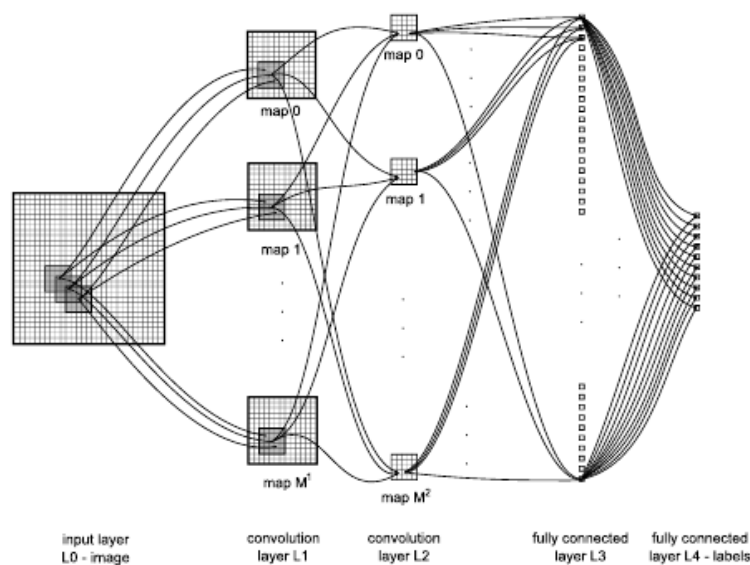 map 0
map 0
map 1
map 1
map M¹
map M²
input layer
L0 - image
convolution
layer L1
convolution
layer L2
fully connected
layer L3
fully connected
layer L4 - labels